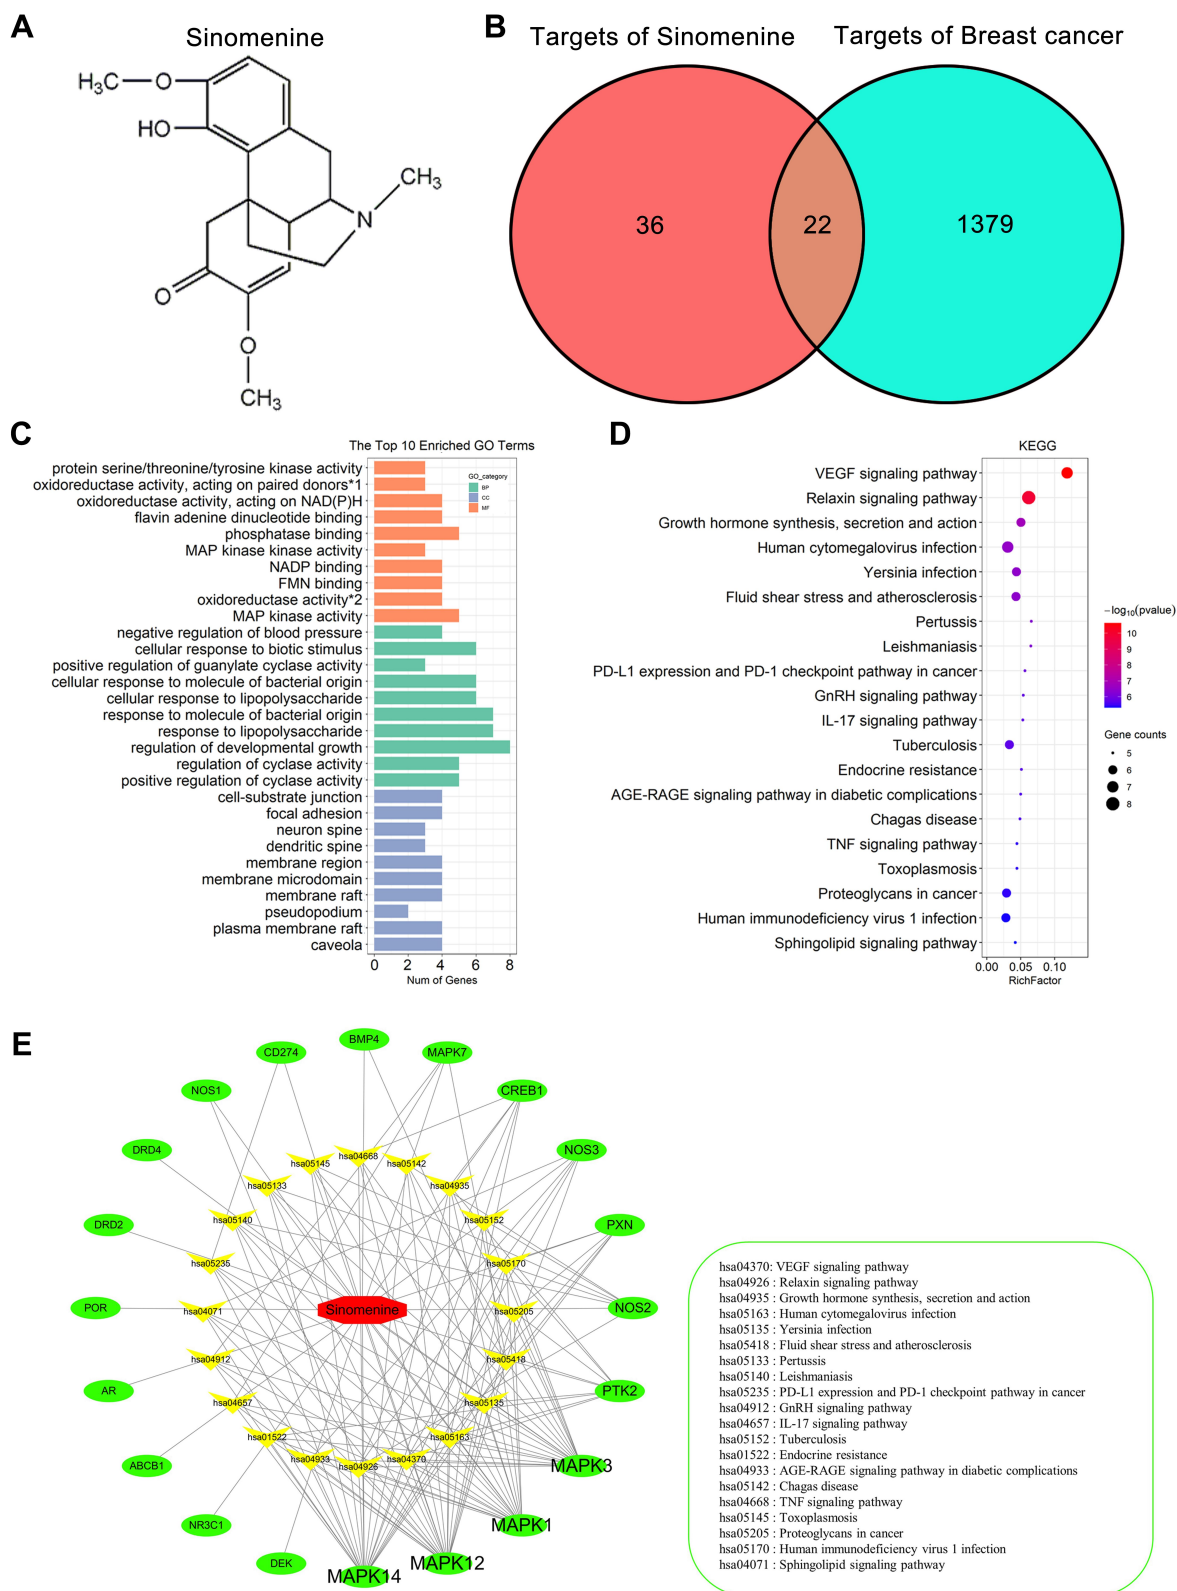 A
Sinomenine
H₃C
O
HO
CH₃
N
O
O
CH₃
B
Targets of Sinomenine
Targets of Breast cancer
36
22
1379
C
The Top 10 Enriched GO Terms
protein serine/threonine/tyrosine kinase activity
oxidoreductase activity, acting on paired donors*1
oxidoreductase activity, acting on NAD(P)H
flavin adenine dinucleotide binding
phosphatase binding
MAP kinase kinase activity
NADP binding
FMN binding
oxidoreductase activity*2
MAP kinase activity
negative regulation of blood pressure
cellular response to biotic stimulus
positive regulation of guanylate cyclase activity
cellular response to molecule of bacterial origin
cellular response to lipopolysaccharide
response to molecule of bacterial origin
response to lipopolysaccharide
regulation of developmental growth
regulation of cyclase activity
positive regulation of cyclase activity
cell-substrate junction
focal adhesion
neuron spine
dendritic spine
membrane region
membrane microdomain
membrane raft
pseudopodium
plasma membrane raft
caveola
GO_category
BP
CC
MF
0 2 4 6 8
Num of Genes
D
KEGG
VEGF signaling pathway
Relaxin signaling pathway
Growth hormone synthesis, secretion and action
Human cytomegalovirus infection
Yersinia infection
Fluid shear stress and atherosclerosis
Pertussis
Leishmaniasis
PD-L1 expression and PD-1 checkpoint pathway in cancer
GnRH signaling pathway
IL-17 signaling pathway
Tuberculosis
Endocrine resistance
AGE-RAGE signaling pathway in diabetic complications
Chagas disease
TNF signaling pathway
Toxoplasmosis
Proteoglycans in cancer
Human immunodeficiency virus 1 infection
Sphingolipid signaling pathway
0.00 0.05 0.10
RichFactor
−log₁₀(pvalue)
10
9
8
7
6
Gene counts
5
6
7
8
E
BMP4
CD274
MAPK7
NOS1
CREB1
DRD4
NOS3
DRD2
PXN
POR
NOS2
AR
PTK2
ABCB1
MAPK3
NR3C1
MAPK1
DEK
MAPK12
MAPK14
hsa04668
hsa05145
hsa05142
hsa05133
hsa04935
hsa05140
hsa05152
hsa05235
hsa05170
hsa04071
Sinomenine
hsa05205
hsa04912
hsa05418
hsa04657
hsa05135
hsa01522
hsa05163
hsa04933
hsa04926
hsa04370
hsa04370: VEGF signaling pathway
hsa04926 : Relaxin signaling pathway
hsa04935 : Growth hormone synthesis, secretion and action
hsa05163 : Human cytomegalovirus infection
hsa05135 : Yersinia infection
hsa05418 : Fluid shear stress and atherosclerosis
hsa05133 : Pertussis
hsa05140 : Leishmaniasis
hsa05235 : PD-L1 expression and PD-1 checkpoint pathway in cancer
hsa04912 : GnRH signaling pathway
hsa04657 : IL-17 signaling pathway
hsa05152 : Tuberculosis
hsa01522 : Endocrine resistance
hsa04933 : AGE-RAGE signaling pathway in diabetic complications
hsa05142 : Chagas disease
hsa04668 : TNF signaling pathway
hsa05145 : Toxoplasmosis
hsa05205 : Proteoglycans in cancer
hsa05170 : Human immunodeficiency virus 1 infection
hsa04071 : Sphingolipid signaling pathway